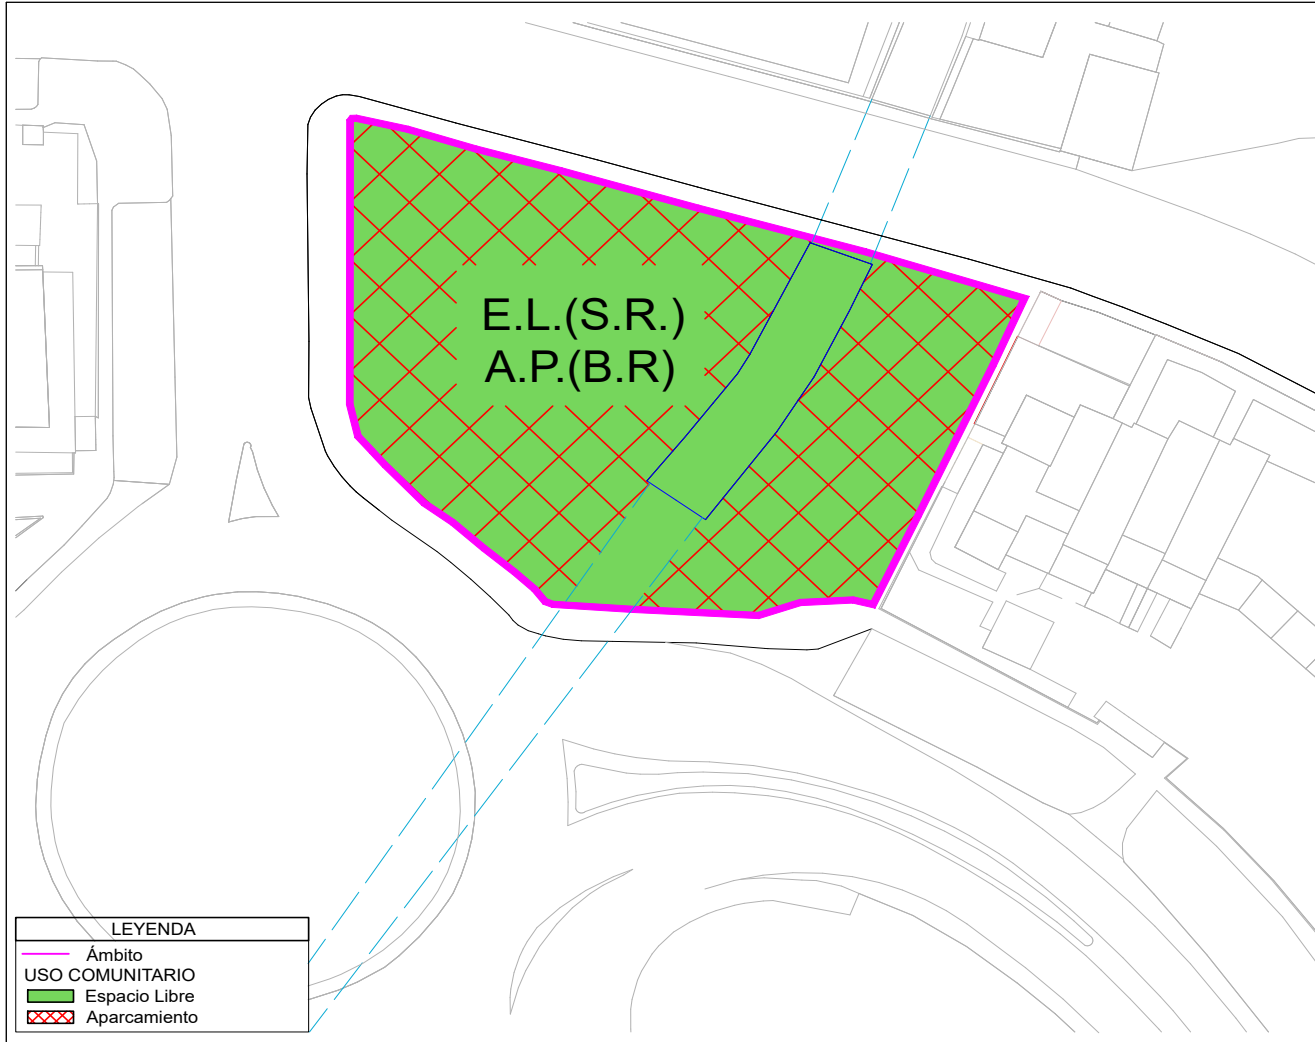 E.L.(S.R.)
A.P.(B.R)
LEYENDA
Ámbito
USO COMUNITARIO
Espacio Libre
Aparcamiento